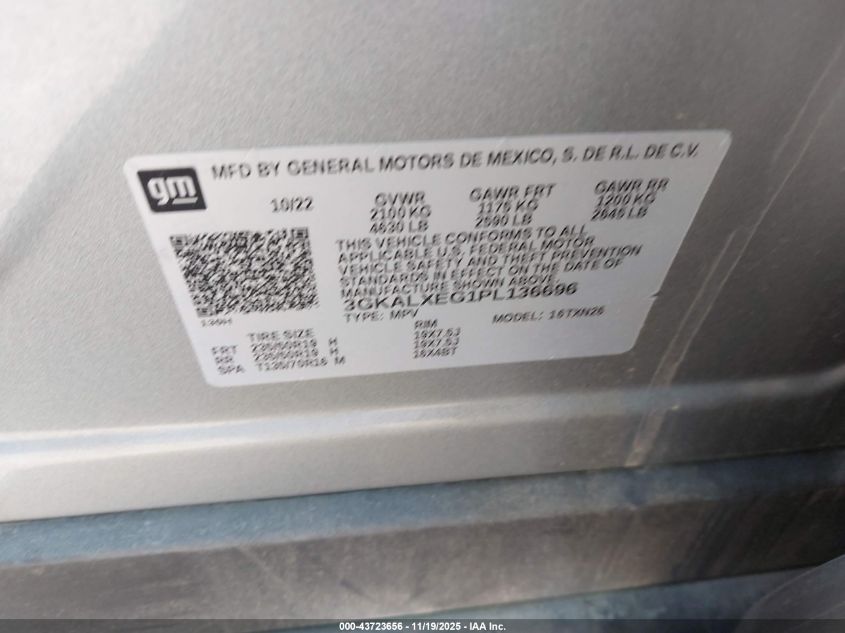 gm
MFD BY GENERAL MOTORS DE MEXICO, S. DE R.L. DE C.V.
10/22 GVWR GAWR FRT GAWR RR
2100 KG 1175 KG 1200 KG
4630 LB 2590 LB 2645 LB
THIS VEHICLE CONFORMS TO ALL
APPLICABLE U.S. FEDERAL MOTOR
VEHICLE SAFETY AND THEFT PREVENTION
STANDARDS IN EFFECT ON THE DATE OF
MANUFACTURE SHOWN ABOVE.
3GKALXEG1PL136696
TYPE: MPV MODEL: 1STXN26
TIRE SIZE RIM
FRT 235/50R19 H 19X7.5J
RR 235/50R19 H 19X7.5J
SPA T135/70R16 M 16X4BT
000-43723656 - 11/19/2025 - IAA Inc.